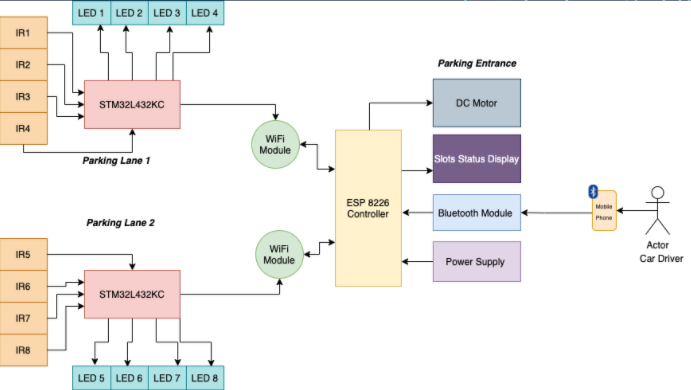 LED 1
LED 2
LED 3
LED 4
IR1
IR2
IR3
IR4
STM32L432KC
Parking Lane 1
WiFi
Module
Parking Entrance
DC Motor
Slots Status Display
ESP 8226
Controller
Bluetooth Module
Mobile
Phone
Power Supply
Actor
Car Driver
Parking Lane 2
WiFi
Module
IR5
IR6
IR7
IR8
STM32L432KC
LED 5
LED 6
LED 7
LED 8